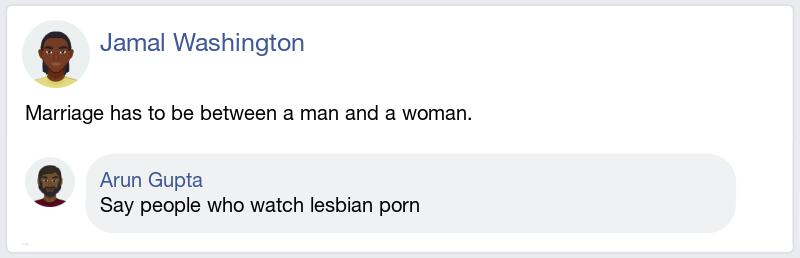 Jamal Washington
Marriage has to be between a man and a woman.
Arun Gupta
Say people who watch lesbian porn